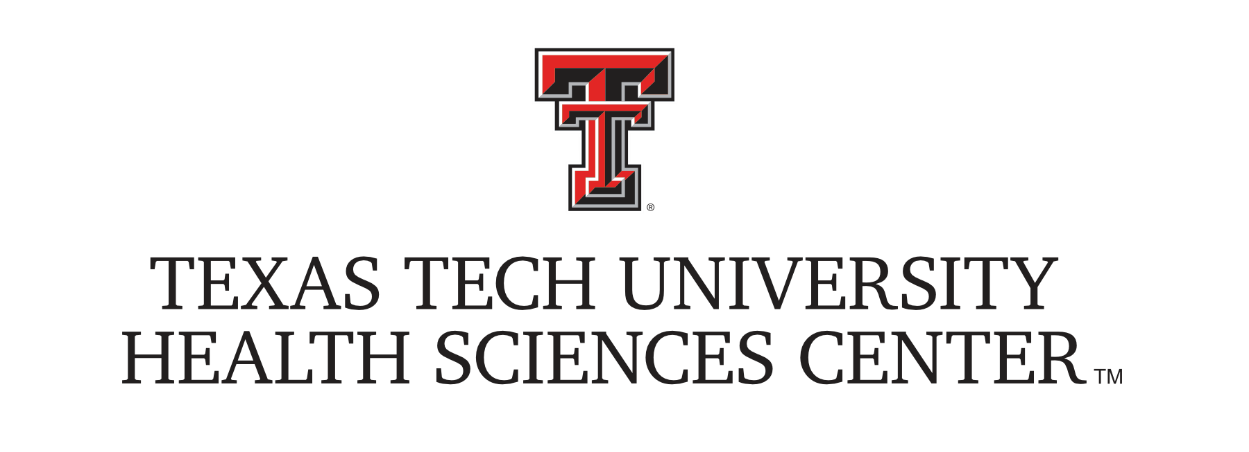 ®
TEXAS TECH UNIVERSITY
HEALTH SCIENCES CENTER™